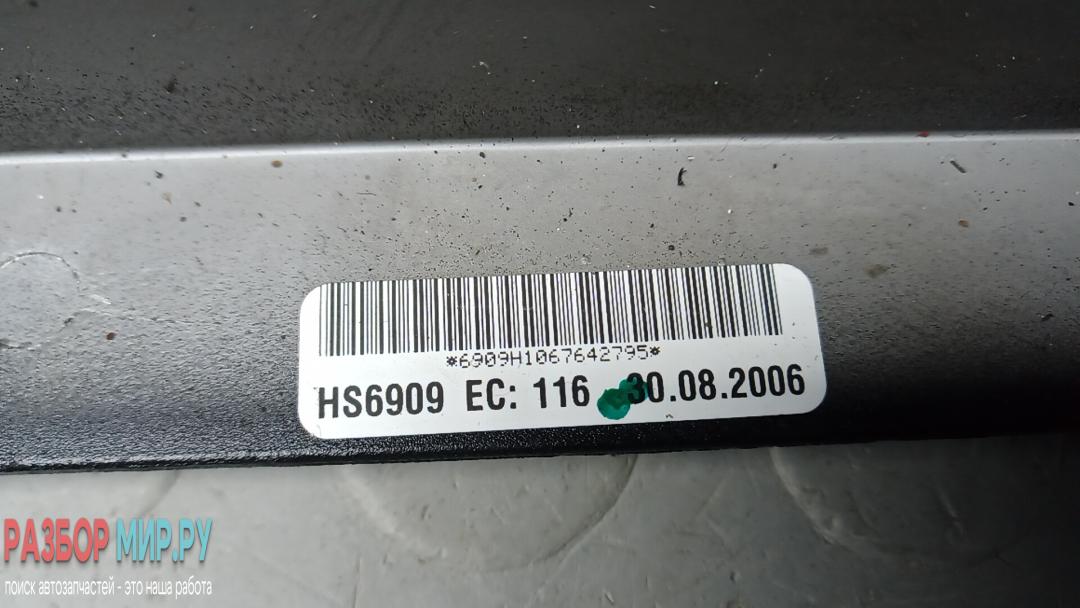 *6909H1067642795*
HS6909 EC: 116 30.08.2006
РАЗБОР МИР.РУ
поиск автозапчастей - это наша работа